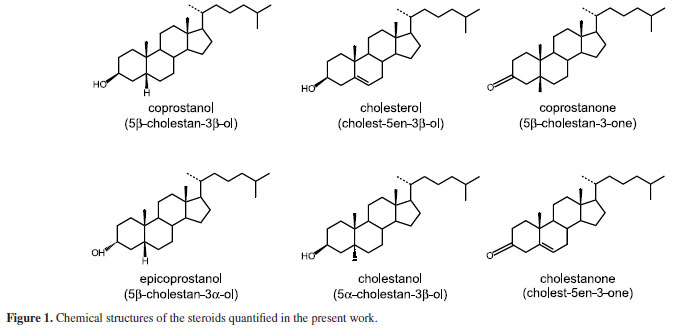 HO
H
coprostanol
(5β-cholestan-3β-ol)
HO
cholesterol
(cholest-5en-3β-ol)
O
coprostanone
(5β-cholestan-3-one)
OH
H
epicoprostanol
(5β-cholestan-3α-ol)
HO
cholestanol
(5α-cholestan-3β-ol)
O
cholestanone
(cholest-5en-3-one)
Figure 1. Chemical structures of the steroids quantified in the present work.